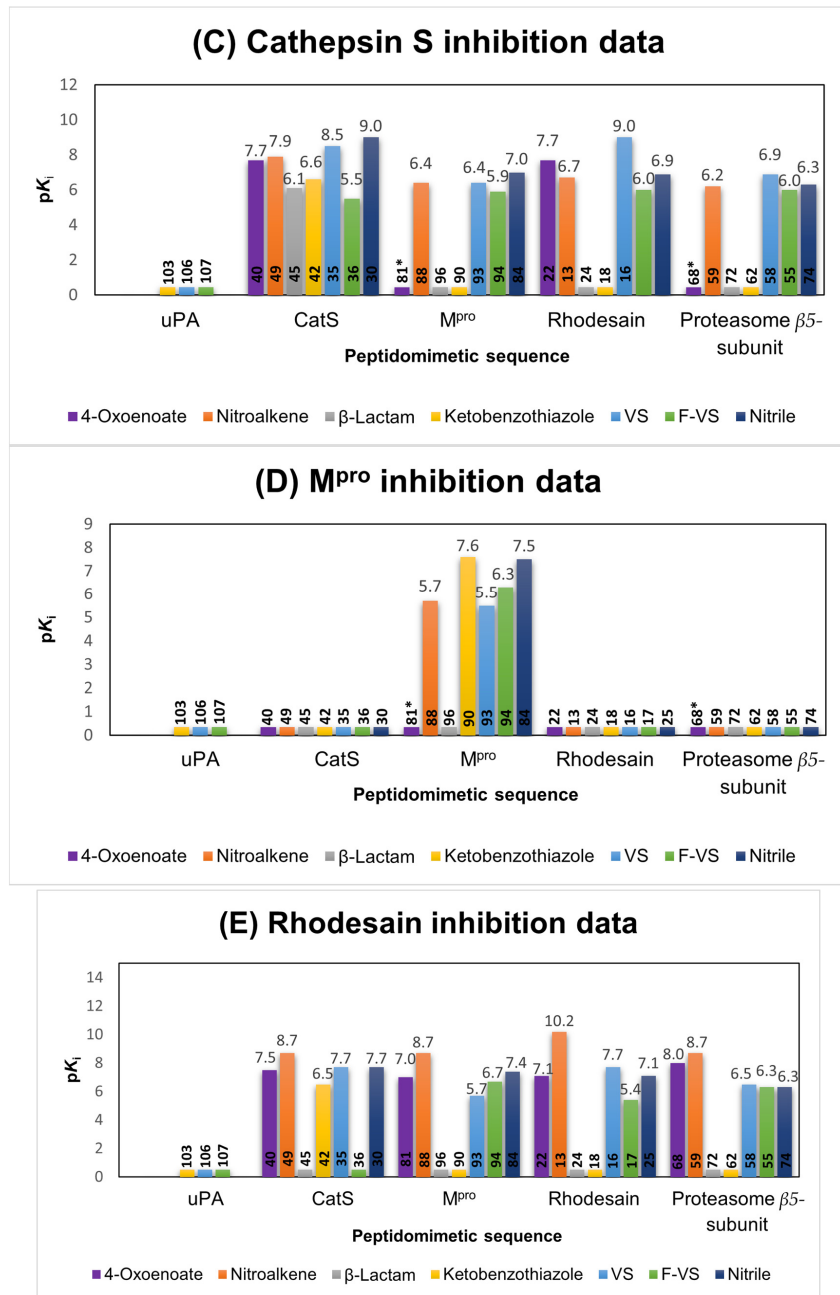 (C) Cathepsin S inhibition data
pKi
12
10
8
6
4
2
0
7.7 7.9 6.1 6.6 8.5 5.5 9.0 6.4 6.4 5.9 7.0 7.7 6.7 9.0 6.0 6.9 6.2 6.9 6.0 6.3
103 106 107 40 49 45 42 35 36 30 81* 88 96 90 93 94 84 22 13 24 18 16 68* 59 72 62 58 55 74
uPA CatS Mpro Rhodesain Proteasome β5-
subunit
Peptidomimetic sequence
4-Oxoenoate Nitroalkene β-Lactam Ketobenzothiazole VS F-VS Nitrile
(D) Mpro inhibition data
pKi
9
8
7
6
5
4
3
2
1
0
5.7 7.6 5.5 6.3 7.5
103 106 107 40 49 45 42 35 36 30 81* 88 96 90 93 94 84 22 13 24 18 16 17 25 68* 59 72 62 58 55 74
uPA CatS Mpro Rhodesain Proteasome β5-
subunit
Peptidomimetic sequence
4-Oxoenoate Nitroalkene β-Lactam Ketobenzothiazole VS F-VS Nitrile
(E) Rhodesain inhibition data
pKi
14
12
10
8
6
4
2
0
7.5 8.7 6.5 7.7 7.7 7.0 8.7 5.7 6.7 7.4 7.1 10.2 7.7 5.4 7.1 8.0 8.7 6.5 6.3 6.3
103 106 107 40 49 45 42 35 36 30 81 88 96 90 93 94 84 22 13 24 18 16 17 25 68 59 72 62 58 55 74
uPA CatS Mpro Rhodesain Proteasome β5-
subunit
Peptidomimetic sequence
4-Oxoenoate Nitroalkene β-Lactam Ketobenzothiazole VS F-VS Nitrile